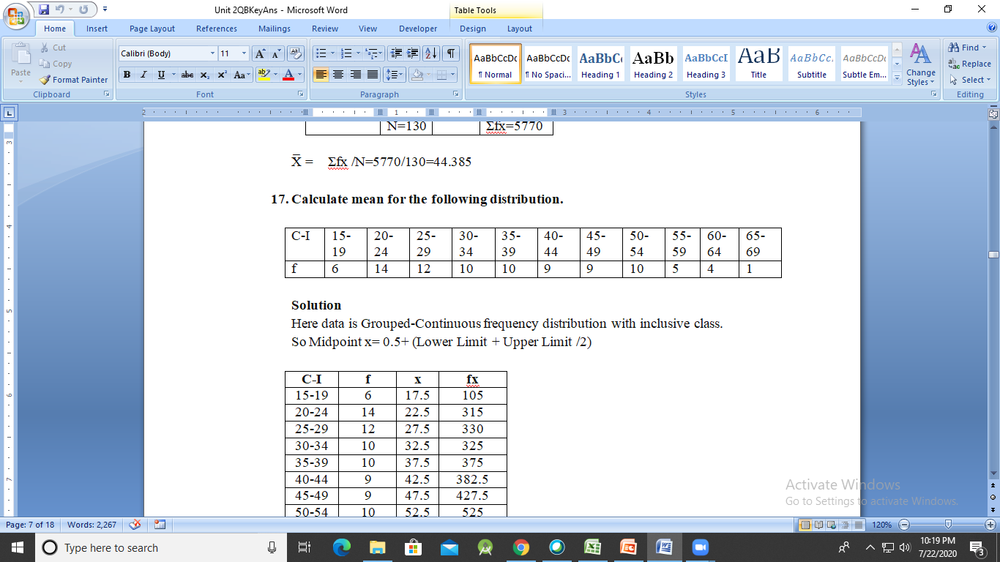 Unit 2QBKeyAns - Microsoft Word
Table Tools
Home Insert Page Layout References Mailings Review View Developer Design Layout
Cut
Copy
Format Painter
Paste
Clipboard
Calibri (Body) 11
Font
Paragraph
AaBbCcDc AaBbCcDc AaBbC AaBb AaBbCcI AaB AaBbCc. AaBbCcDc
¶ Normal ¶ No Spaci... Heading 1 Heading 2 Heading 3 Title Subtitle Subtle Em...
Change Styles
Styles
Find
Replace
Select
Editing
N=130 Σfx=5770
X̅ = Σfx /N=5770/130=44.385
17. Calculate mean for the following distribution.
C-I 15- 20- 25- 30- 35- 40- 45- 50- 55- 60- 65-
19 24 29 34 39 44 49 54 59 64 69
f 6 14 12 10 10 9 9 10 5 4 1
Solution
Here data is Grouped-Continuous frequency distribution with inclusive class.
So Midpoint x= 0.5+ (Lower Limit + Upper Limit /2)
C-I f x fx
15-19 6 17.5 105
20-24 14 22.5 315
25-29 12 27.5 330
30-34 10 32.5 325
35-39 10 37.5 375
40-44 9 42.5 382.5
45-49 9 47.5 427.5
50-54 10 52.5 525
Activate Windows
Go to Settings to activate Windows.
Page: 7 of 18 Words: 2,267 120%
Type here to search
10:19 PM
7/22/2020
3